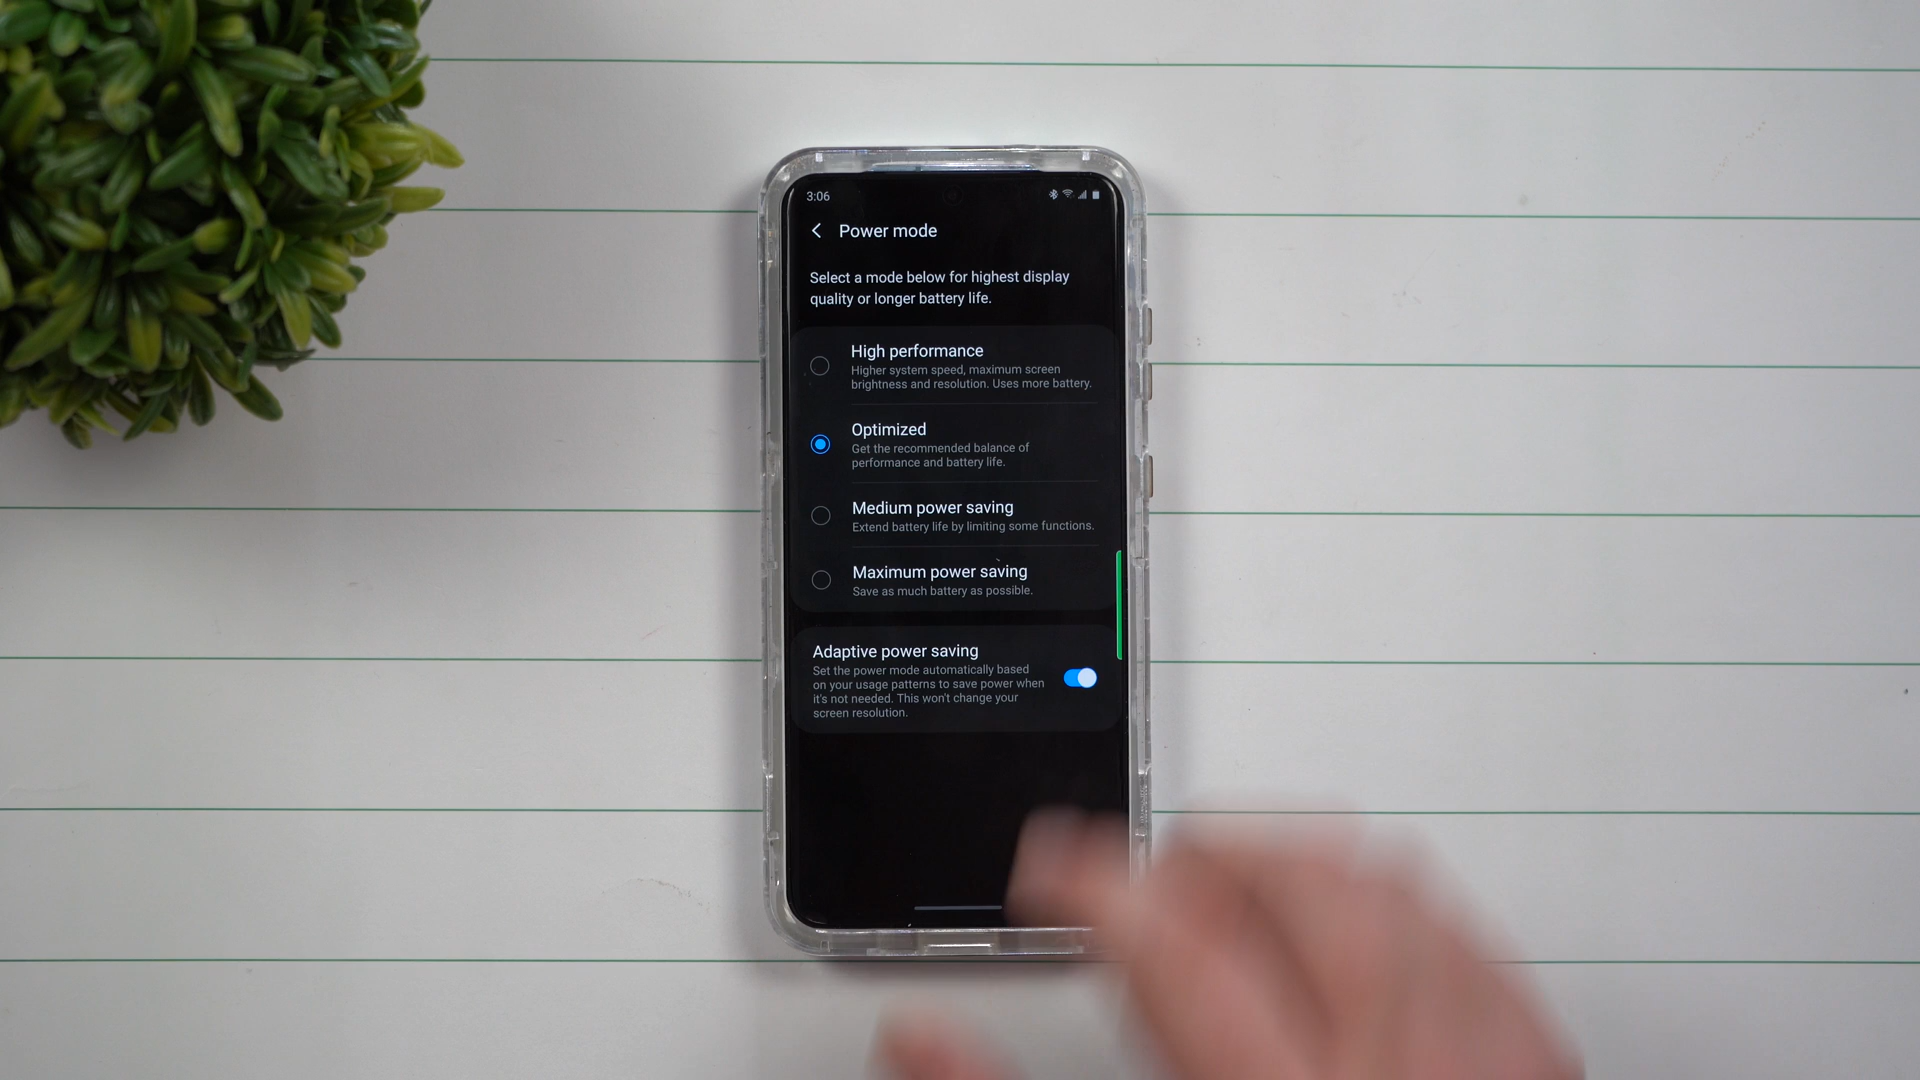 3:06
Power mode
Select a mode below for highest display
quality or longer battery life.
High performance
Higher system speed, maximum screen
brightness and resolution. Uses more battery.
Optimized
Get the recommended balance of
performance and battery life.
Medium power saving
Extend battery life by limiting some functions.
Maximum power saving
Save as much battery as possible.
Adaptive power saving
Set the power mode automatically based
on your usage patterns to save power when
it's not needed. This won't change your
screen resolution.